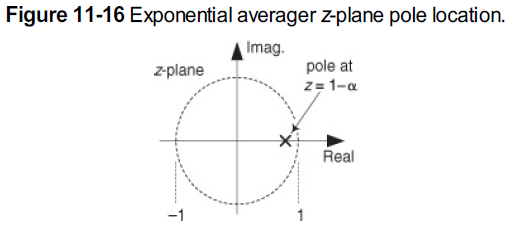 Figure 11-16 Exponential averager z-plane pole location.
Imag.
z-plane
pole at
z = 1–α
Real
–1
1